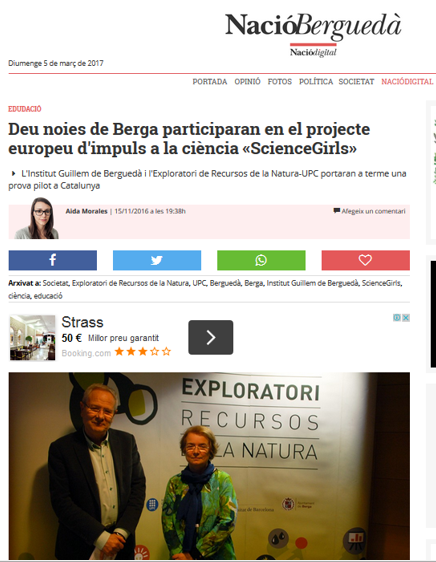 NacióBerguedà
Naciódigital
Diumenge 5 de març de 2017
PORTADA OPINIÓ FOTOS POLÍTICA SOCIETAT NACIÓDIGITAL
EDUDACIÓ
Deu noies de Berga participaran en el projecte
europeu d'impuls a la ciència «ScienceGirls»
L'Institut Guillem de Berguedà i l'Exploratori de Recursos de la Natura-UPC portaran a terme una
prova pilot a Catalunya
Aida Morales | 15/11/2016 a les 19:38h
Afegeix un comentari
Arxivat a: Societat, Exploratori de Recursos de la Natura, UPC, Berguedà, Berga, Institut Guillem de Berguedà, ScienceGirls,
ciència, educació
Strass
50 € Millor preu garantit
Booking.com
EXPLORATORI
RECURSOS
LA NATURA